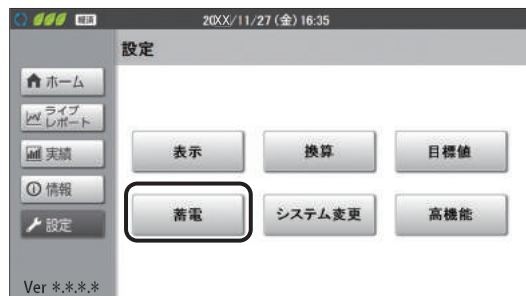 経済 20XX/11/27(金)16:35
設定
ホーム
ライブ
レポート
実績
情報
設定
表示 換算 目標値
蓄電 システム変更 高機能
Ver *.*.*.*